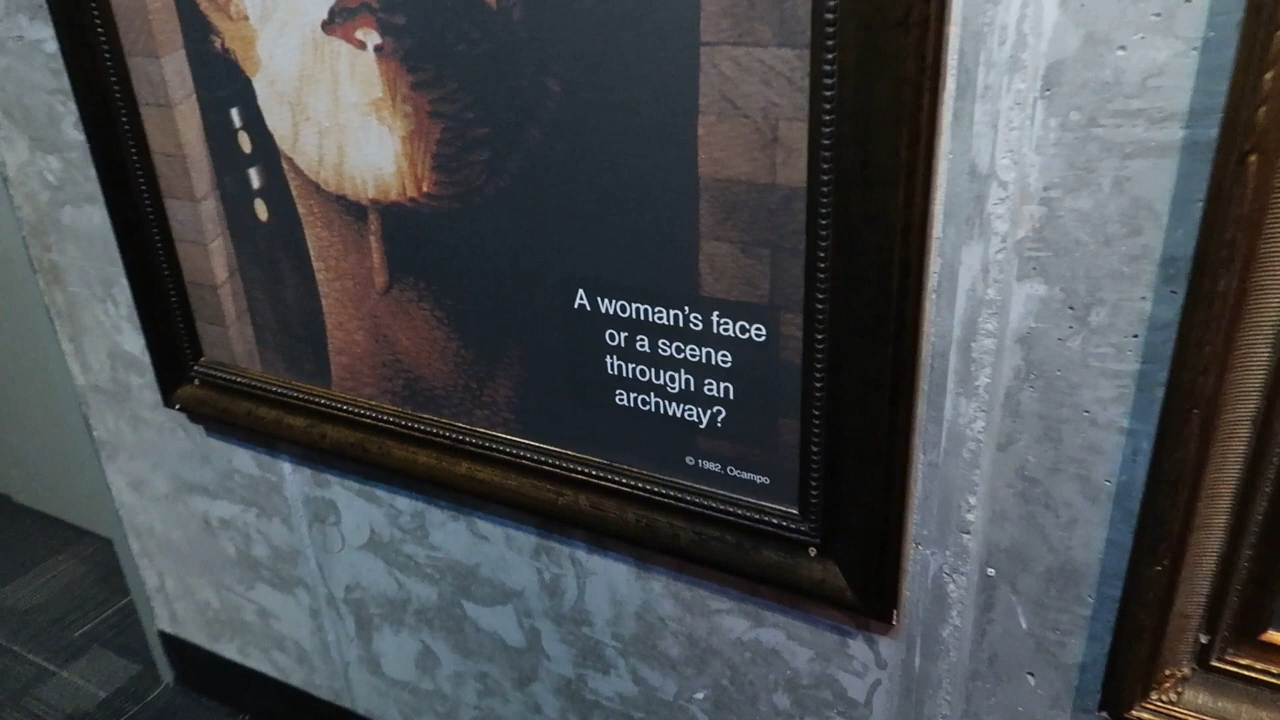 A woman's face
or a scene
through an
archway?
© 1982, Ocampo